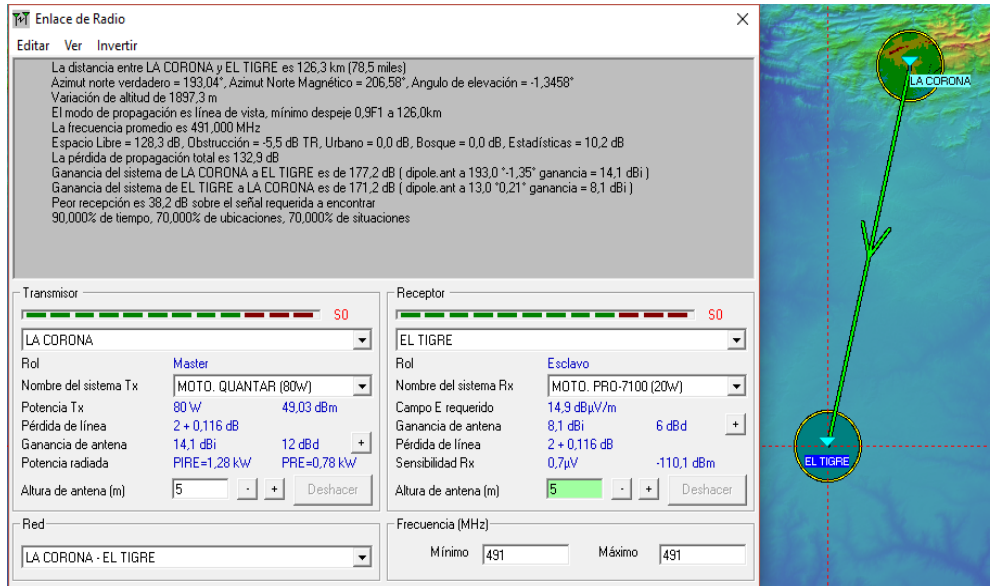 Enlace de Radio
Editar Ver Invertir
La distancia entre LA CORONA y EL TIGRE es 126,3 km (78,5 miles)
Azimut norte verdadero = 193,04°, Azimut Norte Magnético = 206,58°, Angulo de elevación = -1,3458°
Variación de altitud de 1897,3 m
El modo de propagación es línea de vista, mínimo despeje 0,9F1 a 126,0km
La frecuencia promedio es 491,000 MHz
Espacio Libre = 128,3 dB, Obstrucción = -5,5 dB TR, Urbano = 0,0 dB, Bosque = 0,0 dB, Estadísticas = 10,2 dB
La pérdida de propagación total es 132,9 dB
Ganancia del sistema de LA CORONA a EL TIGRE es de 177,2 dB ( dipole.ant a 193,0 °-1,35° ganancia = 14,1 dBi )
Ganancia del sistema de EL TIGRE a LA CORONA es de 171,2 dB ( dipole.ant a 13,0 °0,21° ganancia = 8,1 dBi )
Peor recepción es 38,2 dB sobre el señal requerida a encontrar
90,000% de tiempo, 70,000% de ubicaciones, 70,000% de situaciones
Transmisor
S0
LA CORONA
Rol Master
Nombre del sistema Tx MOTO. QUANTAR (80W)
Potencia Tx 80 W 49,03 dBm
Pérdida de línea 2 + 0,116 dB
Ganancia de antena 14,1 dBi 12 dBd +
Potencia radiada PIRE=1,28 kW PRE=0,78 kW
Altura de antena (m) 5 - + Deshacer
Red
LA CORONA - EL TIGRE
Receptor
S0
EL TIGRE
Rol Esclavo
Nombre del sistema Rx MOTO. PRO-7100 (20W)
Campo E requerido 14,9 dBµV/m
Ganancia de antena 8,1 dBi 6 dBd +
Pérdida de línea 2 + 0,116 dB
Sensibilidad Rx 0,7µV -110,1 dBm
Altura de antena (m) 5 - + Deshacer
Frecuencia (MHz)
Mínimo 491 Máximo 491
LA CORONA
EL TIGRE